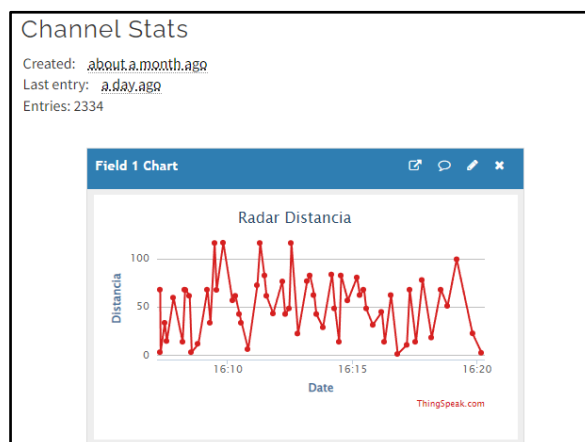 Channel Stats
Created: about a month ago
Last entry: a day ago
Entries: 2334
Field 1 Chart
Radar Distancia
Distancia
100
50
0
16:10
16:15
16:20
Date
ThingSpeak.com